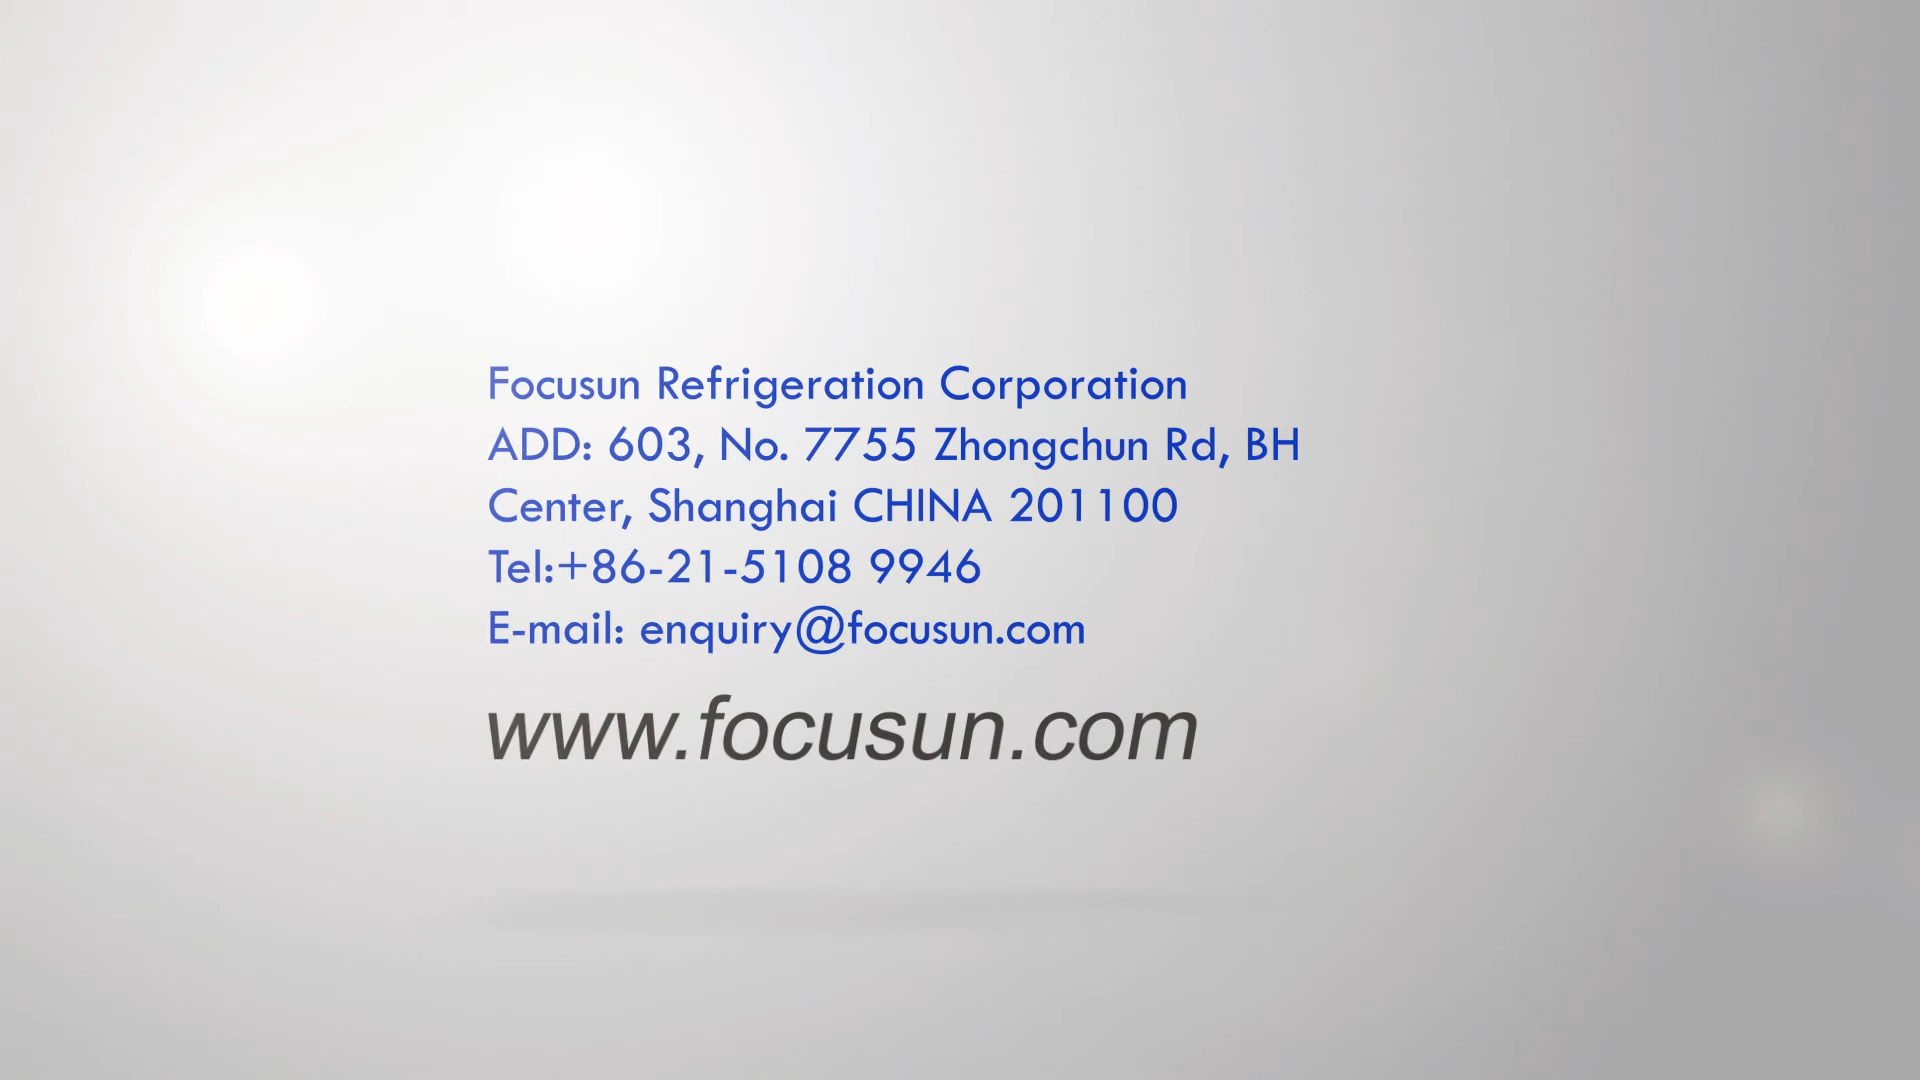 Focusun Refrigeration Corporation
ADD: 603, No. 7755 Zhongchun Rd, BH
Center, Shanghai CHINA 201100
Tel:+86-21-5108 9946
E-mail: enquiry@focusun.com
www.focusun.com